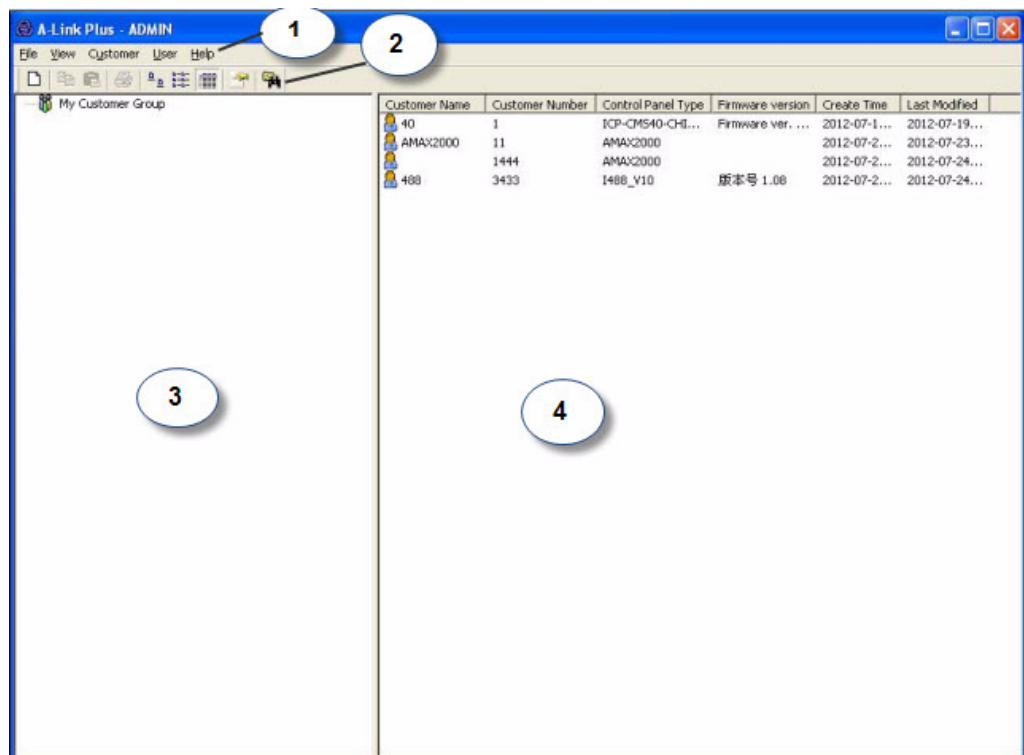 A-Link Plus - ADMIN
1
2
File View Customer User Help
My Customer Group
Customer Name Customer Number Control Panel Type Firmware version Create Time Last Modified
40 1 ICP-CMS40-CHI... Firmware ver. ... 2012-07-1... 2012-07-19...
AMAX2000 11 AMAX2000 2012-07-2... 2012-07-23...
1444 AMAX2000 2012-07-2... 2012-07-24...
488 3433 I488_V10 版本号 1.08 2012-07-2... 2012-07-24...
3
4